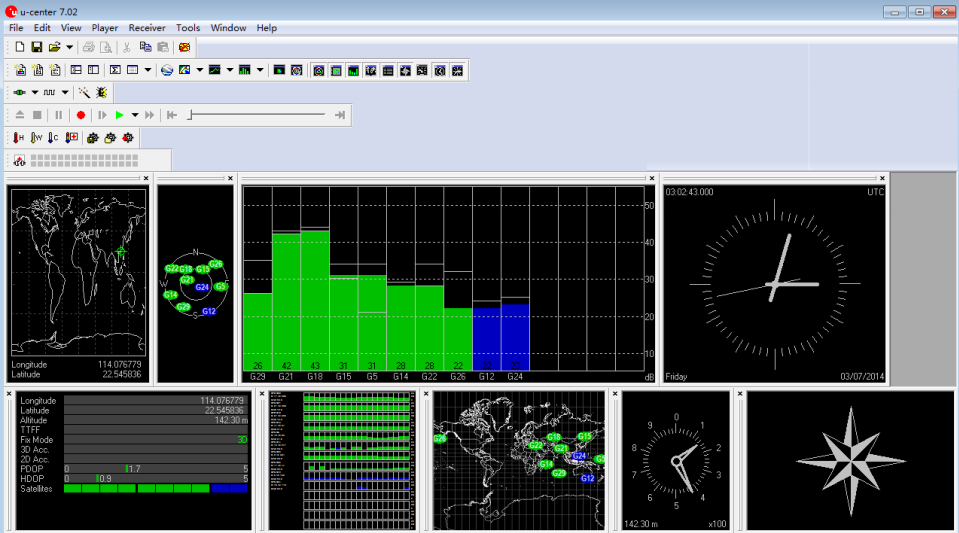 u-center 7.02
File Edit View Player Receiver Tools Window Help
H W C
Longitude 114.076779
Latitude 22.545836
N
G22 G18 G15 G26
G21
W G24 G5
G14
G29 G12
S
50
40
30
20
10
26 42 43 31 31 28 28 22
G29 G21 G18 G15 G5 G14 G22 G26 G12 G24 dB
03:02:43.000 UTC
Friday 03/07/2014
Longitude 114.076779
Latitude 22.545836
Altitude 142.30 m
TTFF
Fix Mode 3D
3D Acc.
2D Acc.
PDOP 0 1.7 5
HDOP 0 0.9 5
Satellites
G26 G18 G15
G22 G21
G24 G5
G14
G29 G12
0
9 1
8 2
7 3
6 4
5
142.30 m x100